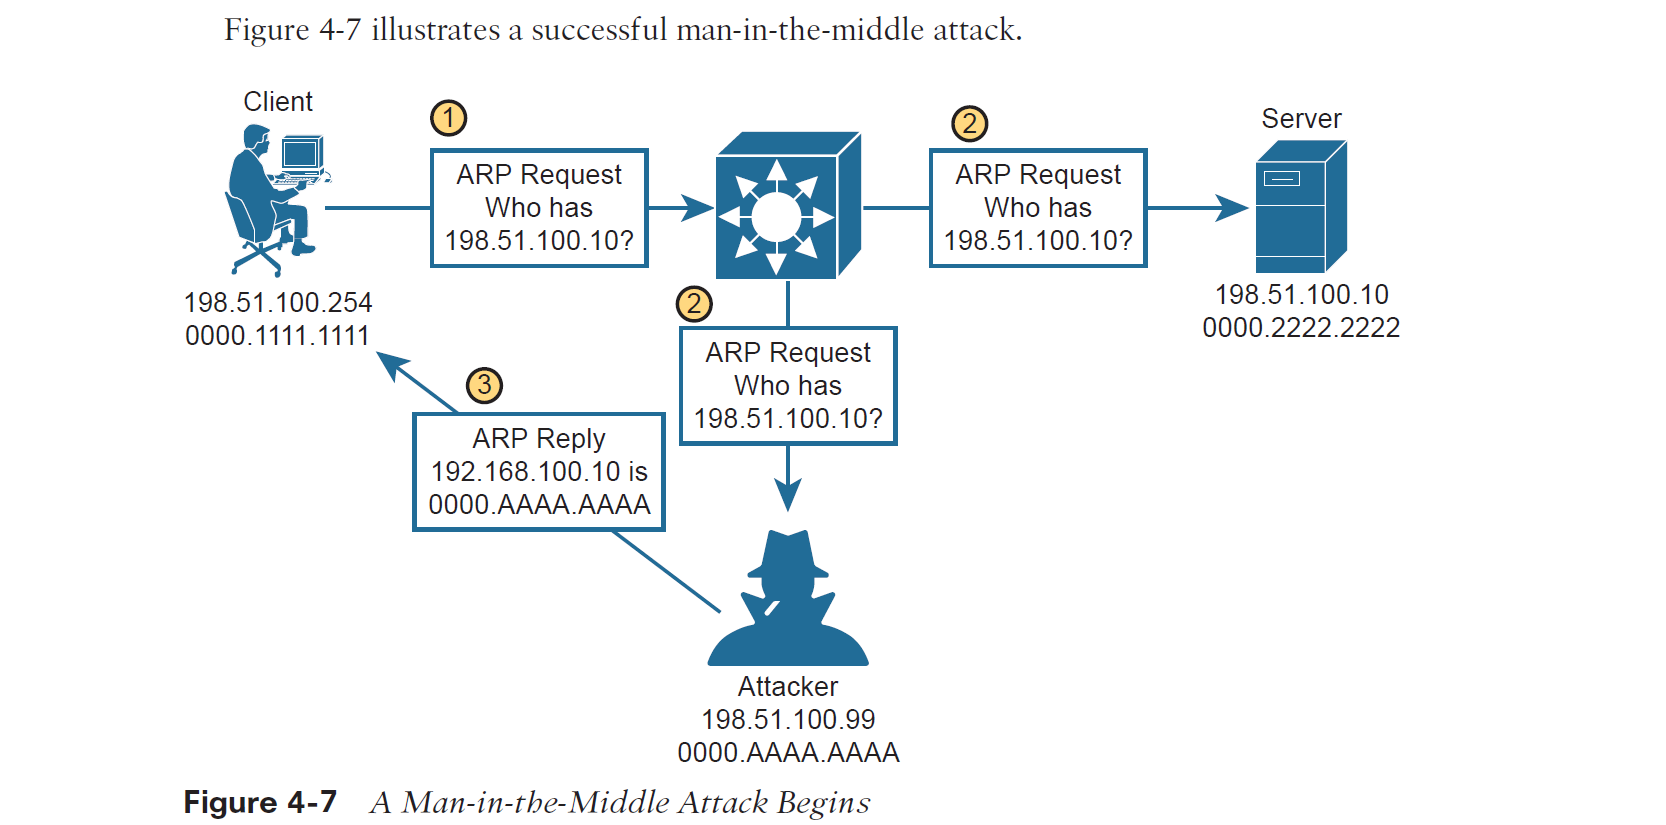 Figure 4-7 illustrates a successful man-in-the-middle attack.
Client
1
ARP Request
Who has
198.51.100.10?
2
ARP Request
Who has
198.51.100.10?
Server
198.51.100.254
0000.1111.1111
198.51.100.10
0000.2222.2222
2
ARP Request
Who has
198.51.100.10?
3
ARP Reply
192.168.100.10 is
0000.AAAA.AAAA
Attacker
198.51.100.99
0000.AAAA.AAAA
Figure 4-7 A Man-in-the-Middle Attack Begins